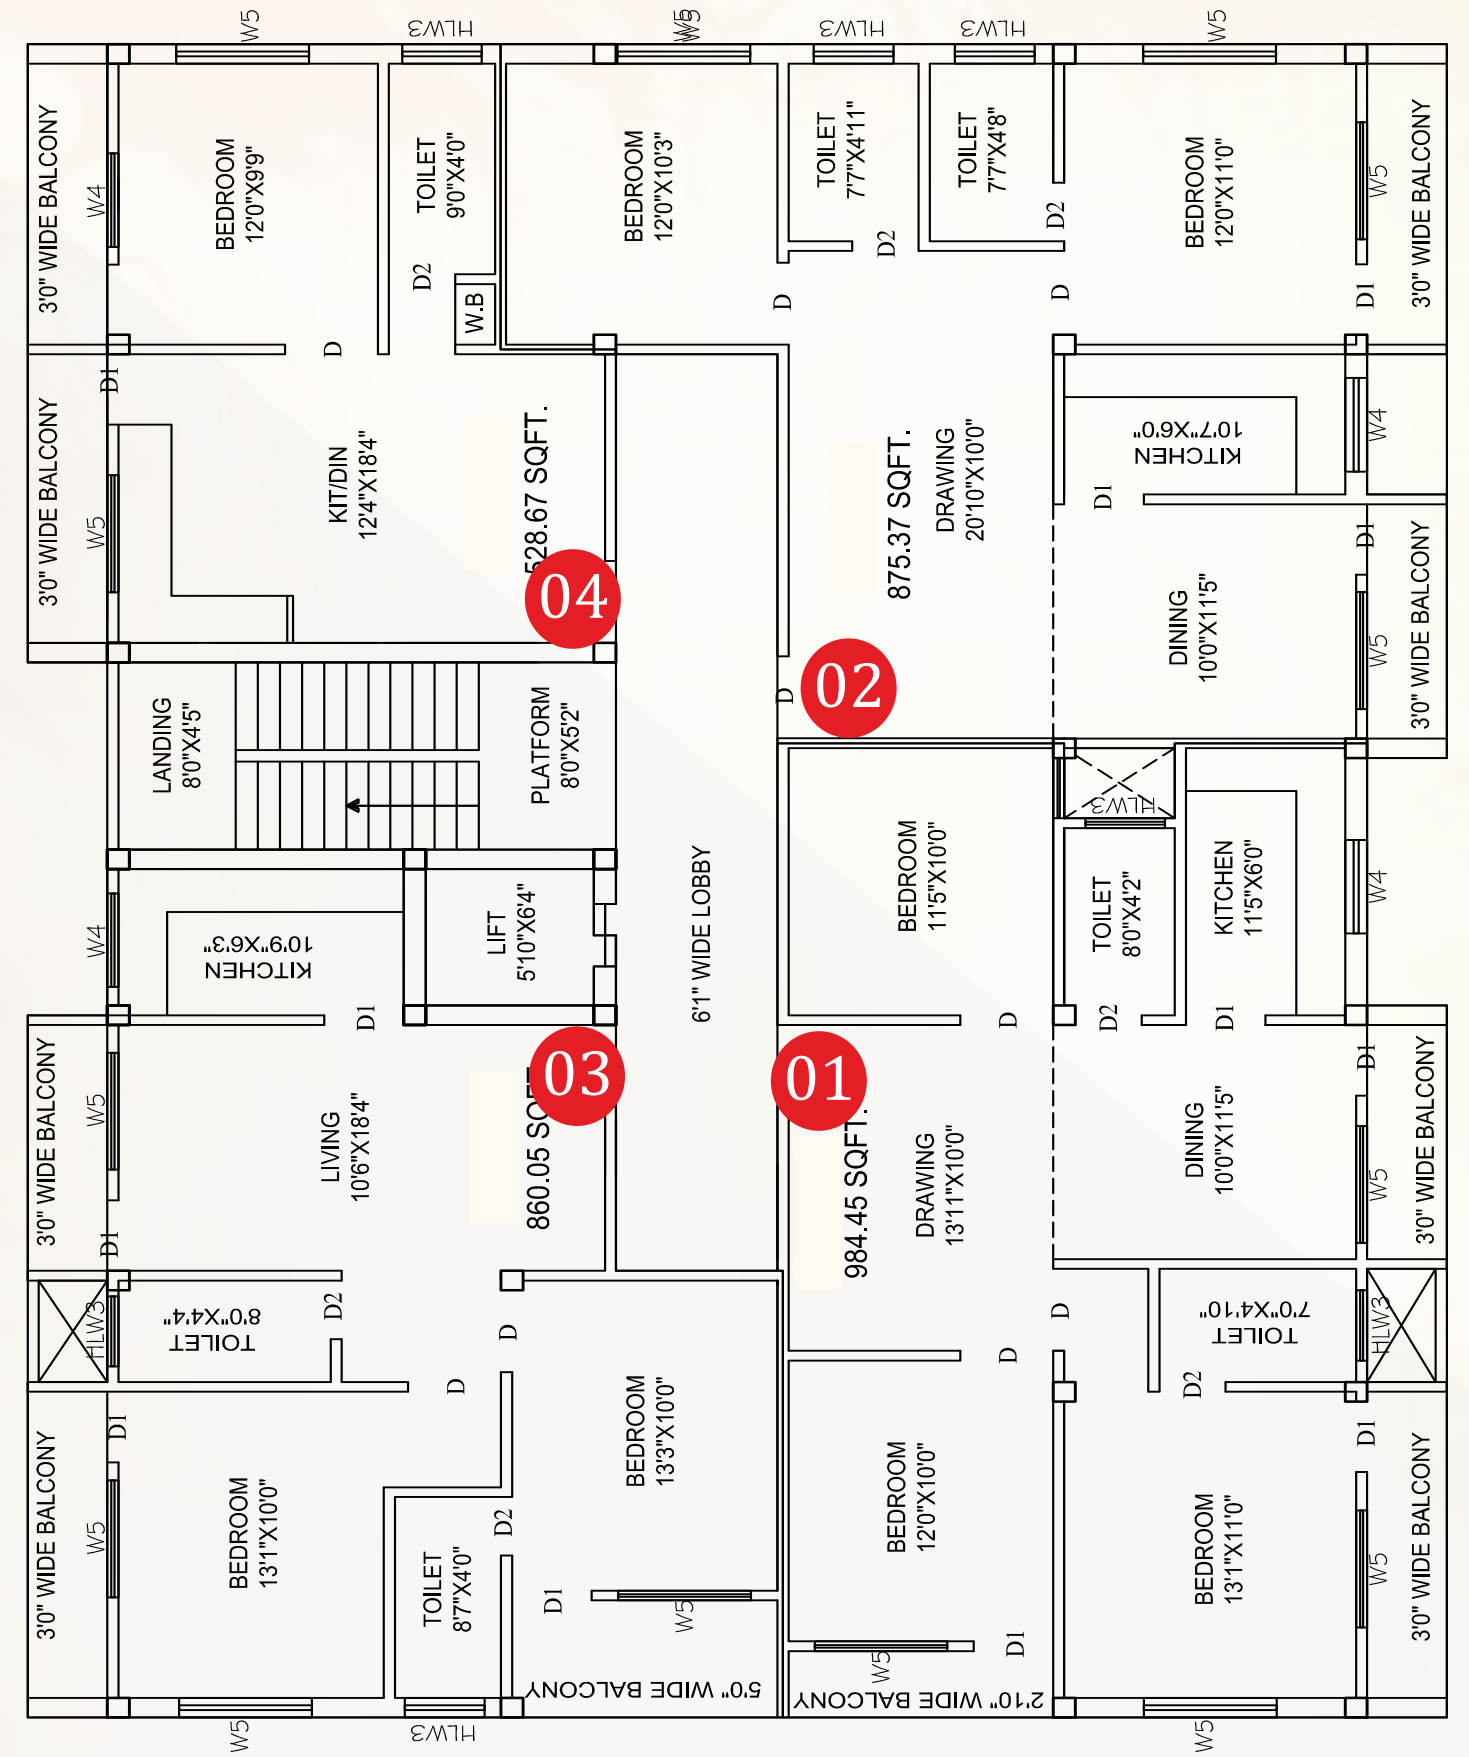 W5
HLW3
W5
W5
HLW3
HLW3
W5
3'0" WIDE BALCONY
W4
BEDROOM
12'0"X9'9"
TOILET
9'0"X4'0"
D2
W.B
D
BEDROOM
12'0"X10'3"
D
TOILET
7'7"X4'11"
D2
TOILET
7'7"X4'8"
D2
D
BEDROOM
12'0"X11'0"
W5
D1
3'0" WIDE BALCONY
3'0" WIDE BALCONY
D1
W5
KIT/DIN
12'4"X18'4"
528.67 SQFT.
04
875.37 SQFT.
DRAWING
20'10"X10'0"
02
D
KITCHEN
10'7"X6'0"
D1
W4
DINING
10'0"X11'5"
D1
W5
3'0" WIDE BALCONY
LANDING
8'0"X4'5"
PLATFORM
8'0"X5'2"
6'1" WIDE LOBBY
W4
KITCHEN
10'9"X6'3"
D1
LIFT
5'10"X6'4"
BEDROOM
11'5"X10'0"
D
HLW3
TOILET
8'0"X4'2"
D2
KITCHEN
11'5"X6'0"
D1
W4
3'0" WIDE BALCONY
W5
D1
LIVING
10'6"X18'4"
860.05 SQFT
03
01
984.45 SQFT.
DRAWING
13'11"X10'0"
DINING
10'0"X11'5"
D1
W5
3'0" WIDE BALCONY
HLW3
TOILET
8'0"X4'4"
D2
D
D
D
D
TOILET
7'0"X4'10"
D2
HLW3
3'0" WIDE BALCONY
D1
W5
BEDROOM
13'1"X10'0"
TOILET
8'7"X4'0"
D2
BEDROOM
13'3"X10'0"
D1
W5
5'0" WIDE BALCONY
BEDROOM
12'0"X10'0"
D1
W5
2'10" WIDE BALCONY
BEDROOM
13'1"X11'0"
D1
W5
3'0" WIDE BALCONY
W5
HLW3
W5